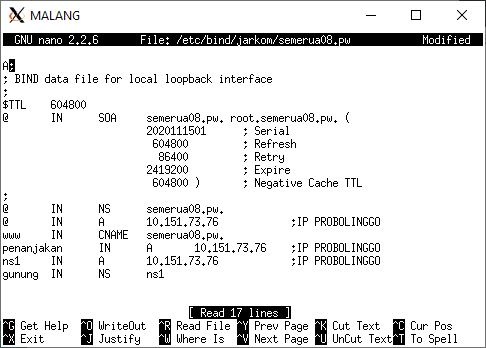 MALANG
GNU nano 2.2.6 File: /etc/bind/jarkom/semerua08.pw Modified
A;
; BIND data file for local loopback interface
;
$TTL 604800
@ IN SOA semerua08.pw. root.semerua08.pw. (
2020111501 ; Serial
604800 ; Refresh
86400 ; Retry
2419200 ; Expire
604800 ) ; Negative Cache TTL
;
@ IN NS semerua08.pw.
@ IN A 10.151.73.76 ;IP PROBOLINGGO
www IN CNAME semerua08.pw.
penanjakan IN A 10.151.73.76 ;IP PROBOLINGGO
ns1 IN A 10.151.73.76 ;IP PROBOLINGGO
gunung IN NS ns1
[ Read 17 lines ]
^G Get Help ^O WriteOut ^R Read File ^Y Prev Page ^K Cut Text ^C Cur Pos
^X Exit ^J Justify ^W Where Is ^V Next Page ^U UnCut Text ^T To Spell